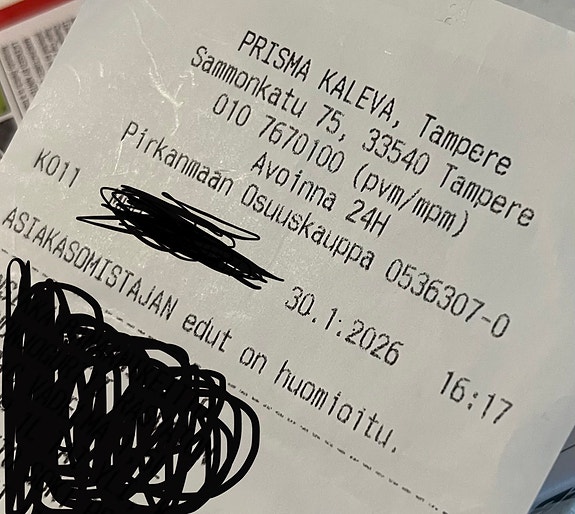 PRISMA KALEVA, Tampere
Sammonkatu 75, 33540 Tampere
010 7670100 (pvm/mpm)
Avoinna 24H
Pirkanmaan Osuuskauppa 0536307-0
K011 30.1.2026 16:17
ASIAKASOMISTAJAN edut on huomioitu.